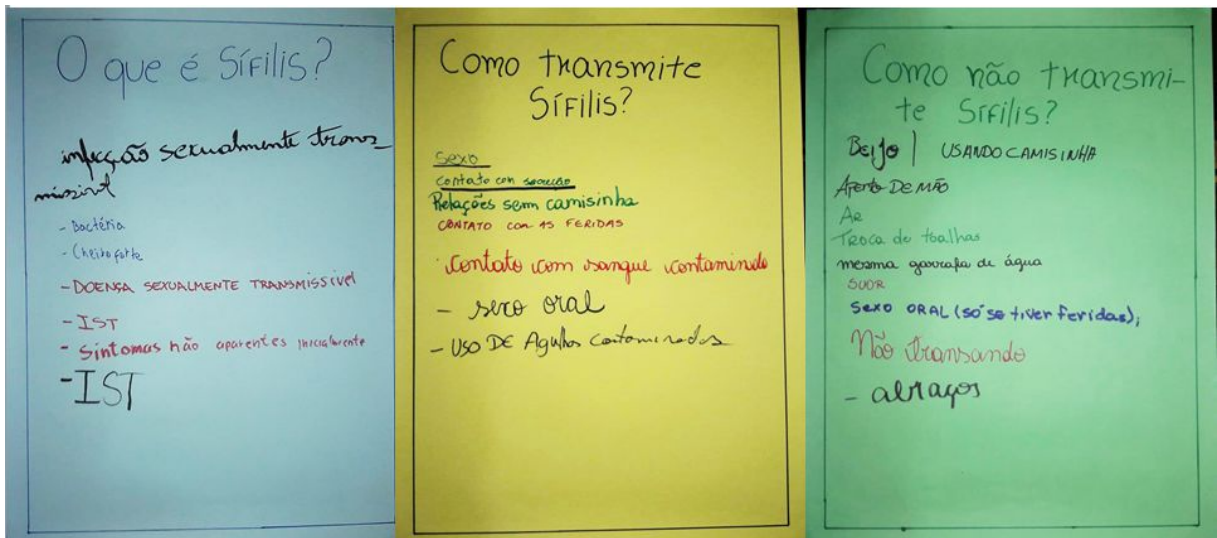 O que é Sífilis?
infecção sexualmente trans-
missivel
- Bactéria
- Cheiro forte
- DOENSA SEXUALMENTE TRANSMISSIVEL
- IST
- Sintomas não aparentes inicialmente
- IST
Como transmite
Sífilis?
Sexo
Contato com secreção
Relações sem camisinha
CONTATO com AS FERIDAS
contato com sangue contaminado
- sexo oral
- USO DE Agulhas contaminadas
Como não transmi-
te Sífilis?
Beijo | USANDO CAMISINHA
Aperto DE MÃO
AR
TROCA de toalhas
mesma garrafa de água
SUOR
Sexo ORAL (só se tiver feridas);
Não transando
- abraços